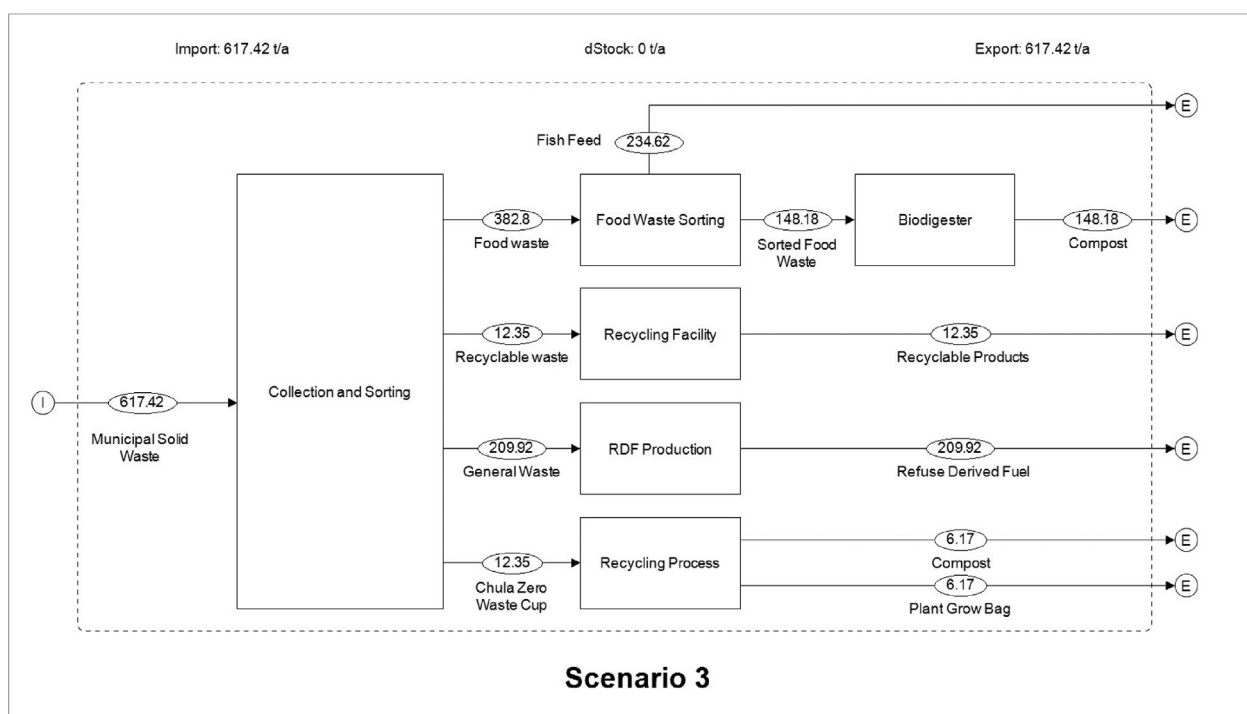 Import: 617.42 t/a
dStock: 0 t/a
Export: 617.42 t/a
E
Fish Feed
234.62
382.8
Food waste
Food Waste Sorting
148.18
Sorted Food
Waste
Biodigester
148.18
Compost
E
12.35
Recyclable waste
Recycling Facility
12.35
Recyclable Products
E
I
617.42
Municipal Solid
Waste
Collection and Sorting
209.92
General Waste
RDF Production
209.92
Refuse Derived Fuel
E
12.35
Chula Zero
Waste Cup
Recycling Process
6.17
Compost
E
6.17
Plant Grow Bag
E
Scenario 3